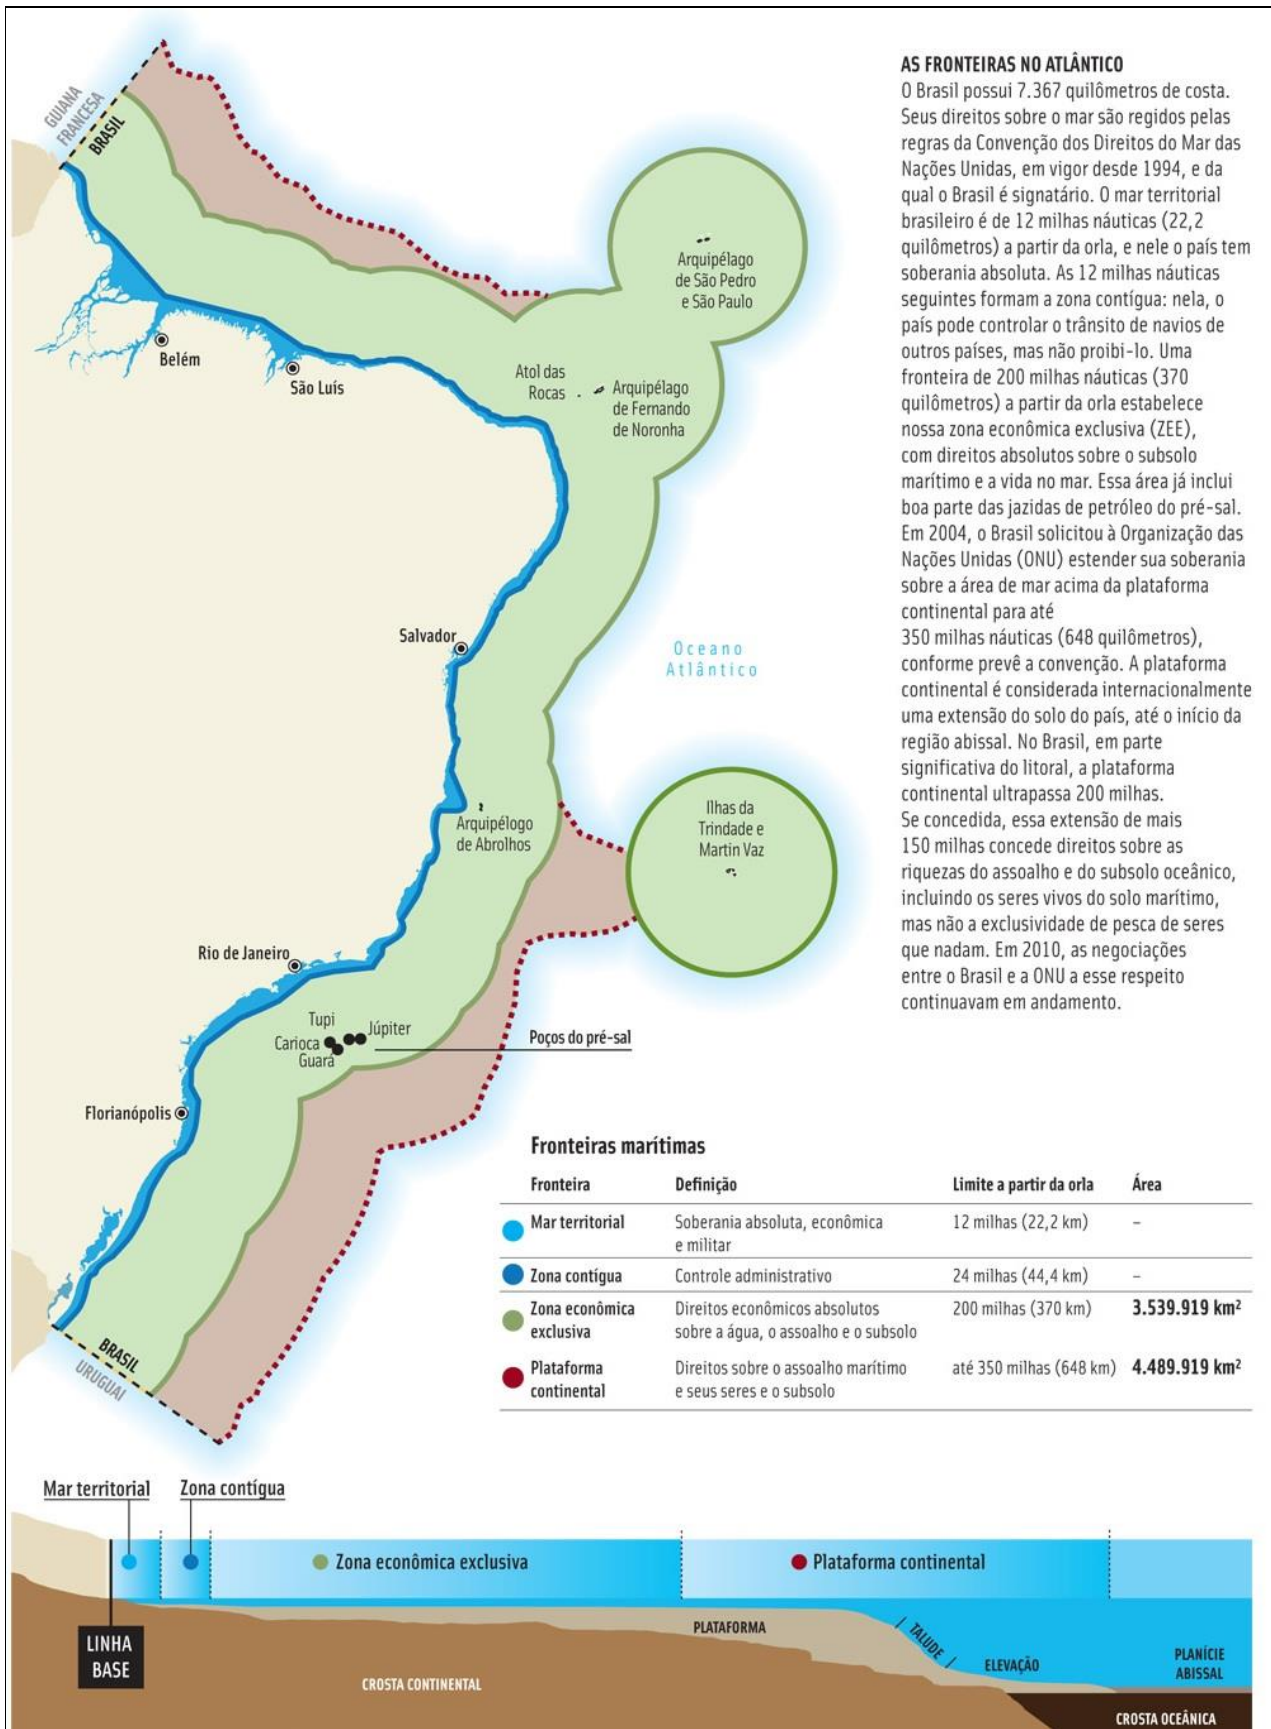 GUIANA
FRANCESA
BRASIL
Belém
São Luís
Arquipélago
de São Pedro
e São Paulo
Atol das
Rocas
Arquipélago
de Fernando
de Noronha
Salvador
Oceano
Atlântico
Arquipélogo
de Abrolhos
Ilhas da
Trindade e
Martin Vaz
Rio de Janeiro
Tupi
Júpiter
Carioca
Guará
Poços do pré-sal
Florianópolis
BRASIL
URUGUAI
AS FRONTEIRAS NO ATLÂNTICO
O Brasil possui 7.367 quilômetros de costa.
Seus direitos sobre o mar são regidos pelas
regras da Convenção dos Direitos do Mar das
Nações Unidas, em vigor desde 1994, e da
qual o Brasil é signatário. O mar territorial
brasileiro é de 12 milhas náuticas (22,2
quilômetros) a partir da orla, e nele o país tem
soberania absoluta. As 12 milhas náuticas
seguintes formam a zona contígua: nela, o
país pode controlar o trânsito de navios de
outros países, mas não proibi-lo. Uma
fronteira de 200 milhas náuticas (370
quilômetros) a partir da orla estabelece
nossa zona econômica exclusiva (ZEE),
com direitos absolutos sobre o subsolo
marítimo e a vida no mar. Essa área já inclui
boa parte das jazidas de petróleo do pré-sal.
Em 2004, o Brasil solicitou à Organização das
Nações Unidas (ONU) estender sua soberania
sobre a área de mar acima da plataforma
continental para até
350 milhas náuticas (648 quilômetros),
conforme prevê a convenção. A plataforma
continental é considerada internacionalmente
uma extensão do solo do país, até o início da
região abissal. No Brasil, em parte
significativa do litoral, a plataforma
continental ultrapassa 200 milhas.
Se concedida, essa extensão de mais
150 milhas concede direitos sobre as
riquezas do assoalho e do subsolo oceânico,
incluindo os seres vivos do solo marítimo,
mas não a exclusividade de pesca de seres
que nadam. Em 2010, as negociações
entre o Brasil e a ONU a esse respeito
continuavam em andamento.
Fronteiras marítimas
Fronteira Definição Limite a partir da orla Área
Mar territorial Soberania absoluta, econômica 12 milhas (22,2 km) –
e militar
Zona contígua Controle administrativo 24 milhas (44,4 km) –
Zona econômica Direitos econômicos absolutos 200 milhas (370 km) 3.539.919 km²
exclusiva sobre a água, o assoalho e o subsolo
Plataforma Direitos sobre o assoalho marítimo até 350 milhas (648 km) 4.489.919 km²
continental e seus seres e o subsolo
Mar territorial Zona contígua
Zona econômica exclusiva Plataforma continental
LINHA
BASE
PLATAFORMA
TALUDE
ELEVAÇÃO
PLANÍCIE
ABISSAL
CROSTA CONTINENTAL
CROSTA OCEÂNICA